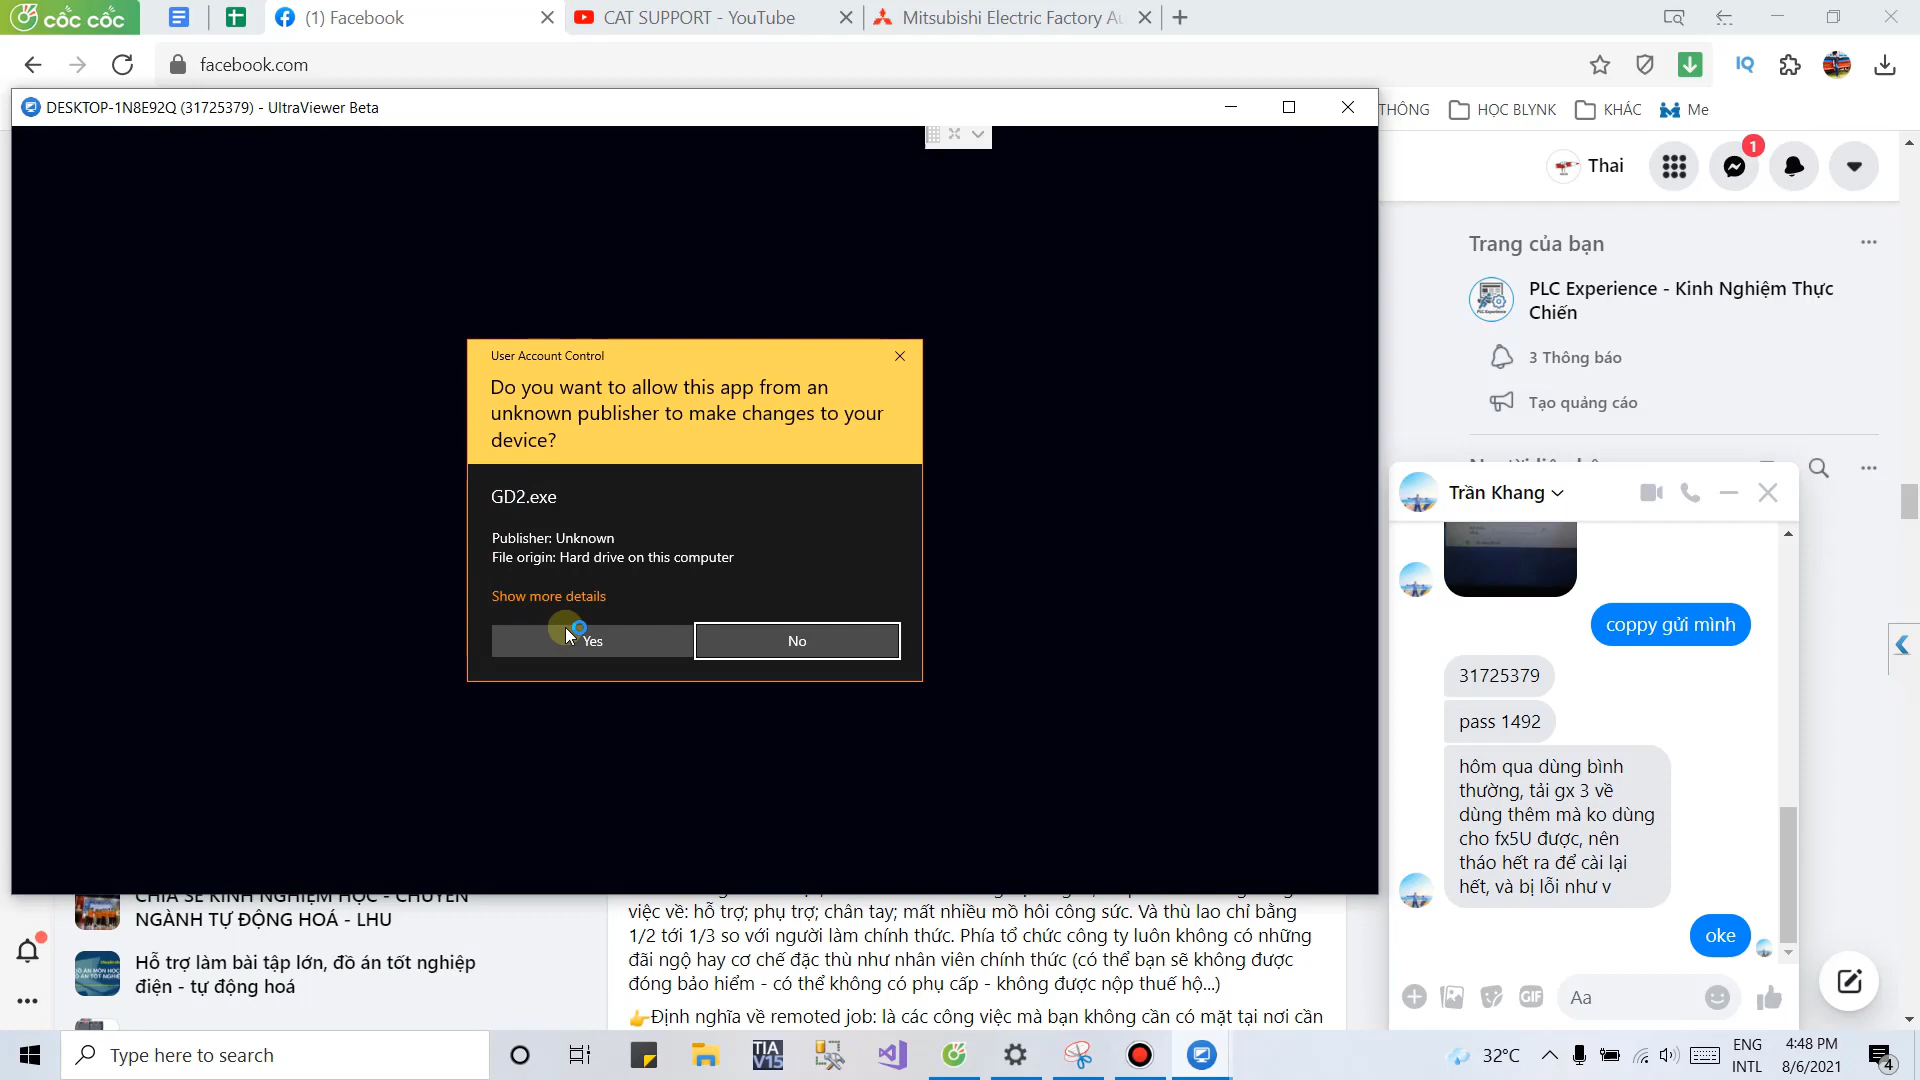 cốc cốc
(1) Facebook
CAT SUPPORT - YouTube
Mitsubishi Electric Factory Au
facebook.com
IQ
THÔNG
HỌC BLYNK
KHÁC
Me
DESKTOP-1N8E92Q (31725379) - UltraViewer Beta
Thai
1
Trang của bạn
PLC Experience - Kinh Nghiệm Thực
Chiến
3 Thông báo
Tạo quảng cáo
User Account Control
Do you want to allow this app from an
unknown publisher to make changes to your
device?
GD2.exe
Publisher: Unknown
File origin: Hard drive on this computer
Show more details
Yes
No
Trần Khang
coppy gửi mình
31725379
pass 1492
hôm qua dùng bình
thường, tải gx 3 về
dùng thêm mà ko dùng
cho fx5U được, nên
tháo hết ra để cài lại
hết, và bị lỗi như v
oke
GIF
Aa
CHIA SẺ KINH NGHIỆM HỌC - CHUYÊN
NGÀNH TỰ ĐỘNG HOÁ - LHU
Hỗ trợ làm bài tập lớn, đồ án tốt nghiệp
điện - tự động hoá
việc về: hỗ trợ; phụ trợ; chân tay; mất nhiều mồ hôi công sức. Và thù lao chỉ bằng
1/2 tới 1/3 so với người làm chính thức. Phía tổ chức công ty luôn không có những
đãi ngộ hay cơ chế đặc thù như nhân viên chính thức (có thể bạn sẽ không được
đóng bảo hiểm - có thể không có phụ cấp - không được nộp thuế hộ...)
👉Định nghĩa về remoted job: là các công việc mà bạn không cần có mặt tại nơi cần
Type here to search
TIA
V15
32°C
ENG
INTL
4:48 PM
8/6/2021
4